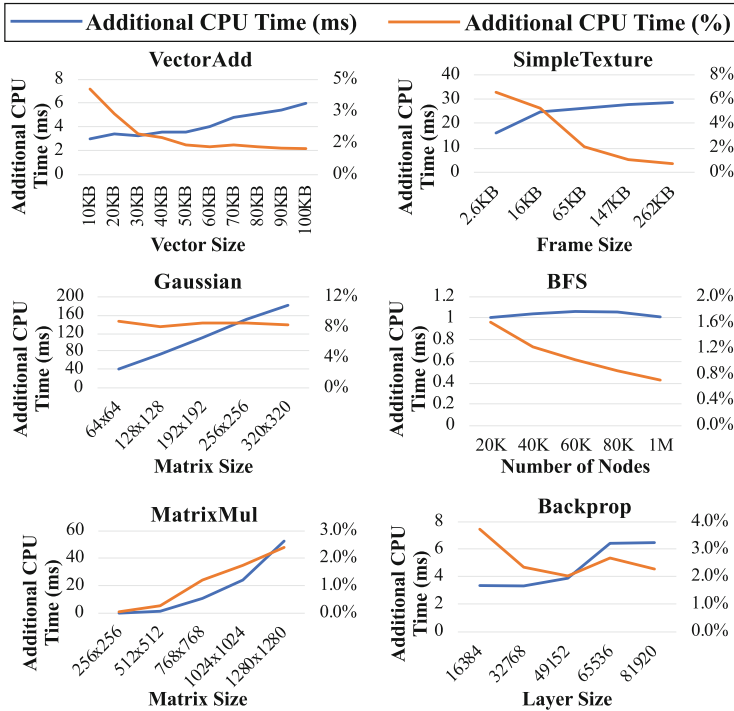 Additional CPU Time (ms) Additional CPU Time (%)
VectorAdd
Additional CPU
Time (ms)
8
6
4
2
0
5%
3%
2%
0%
10KB 20KB 30KB 40KB 50KB 60KB 70KB 80KB 90KB 100KB
Vector Size
SimpleTexture
Additional CPU
Time (ms)
40
30
20
10
0
8%
6%
4%
2%
0%
2.6KB 16KB 65KB 147KB 262KB
Frame Size
Gaussian
Additional CPU
Time (ms)
200
160
120
80
40
0
12%
8%
4%
0%
64x64 128x128 192x192 256x256 320x320
Matrix Size
BFS
Additional CPU
Time (ms)
1.2
1
0.8
0.6
0.4
0.2
0
2.0%
1.6%
1.2%
0.8%
0.4%
0.0%
20K 40K 60K 80K 1M
Number of Nodes
MatrixMul
Additional CPU
Time (ms)
60
40
20
0
3.0%
2.0%
1.0%
0.0%
256x256 512x512 768x768 1024x1024 1280x1280
Matrix Size
Backprop
Additional CPU
Time (ms)
8
6
4
2
0
4.0%
3.0%
2.0%
1.0%
0.0%
16384 32768 49152 65536 81920
Layer Size